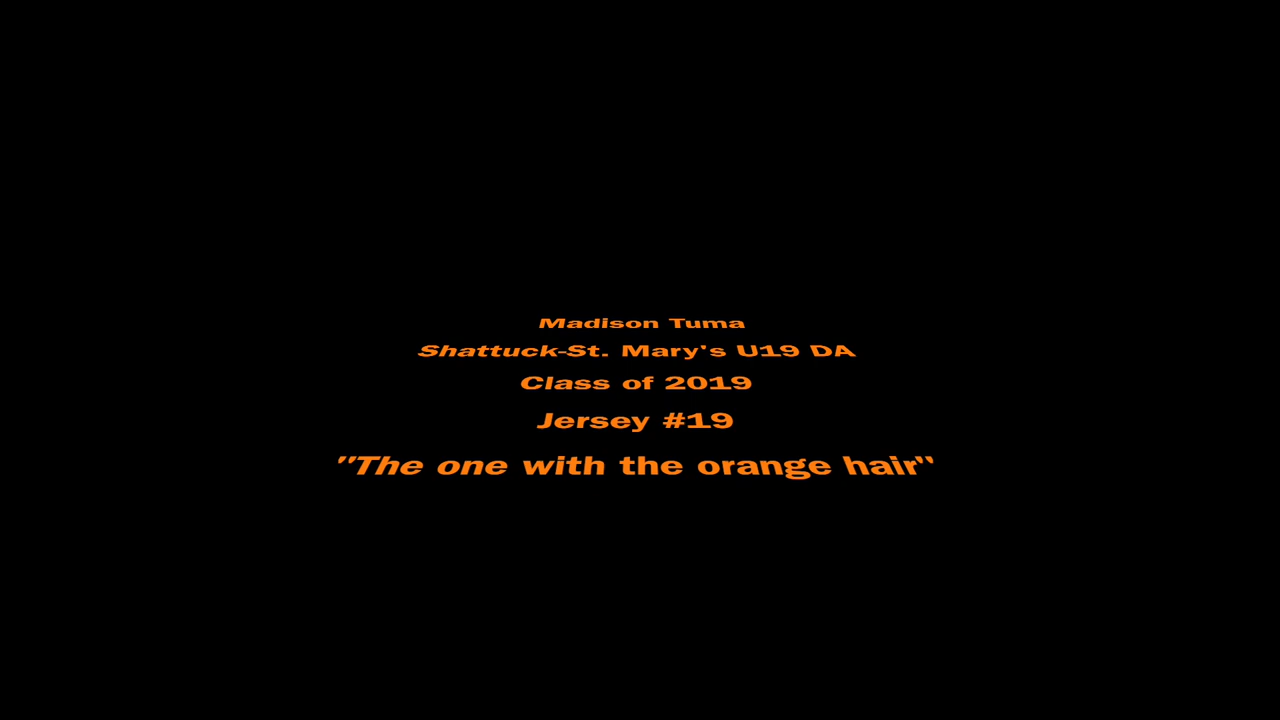 Madison Tuma
Shattuck-St. Mary's U19 DA
Class of 2019
Jersey #19
"The one with the orange hair"